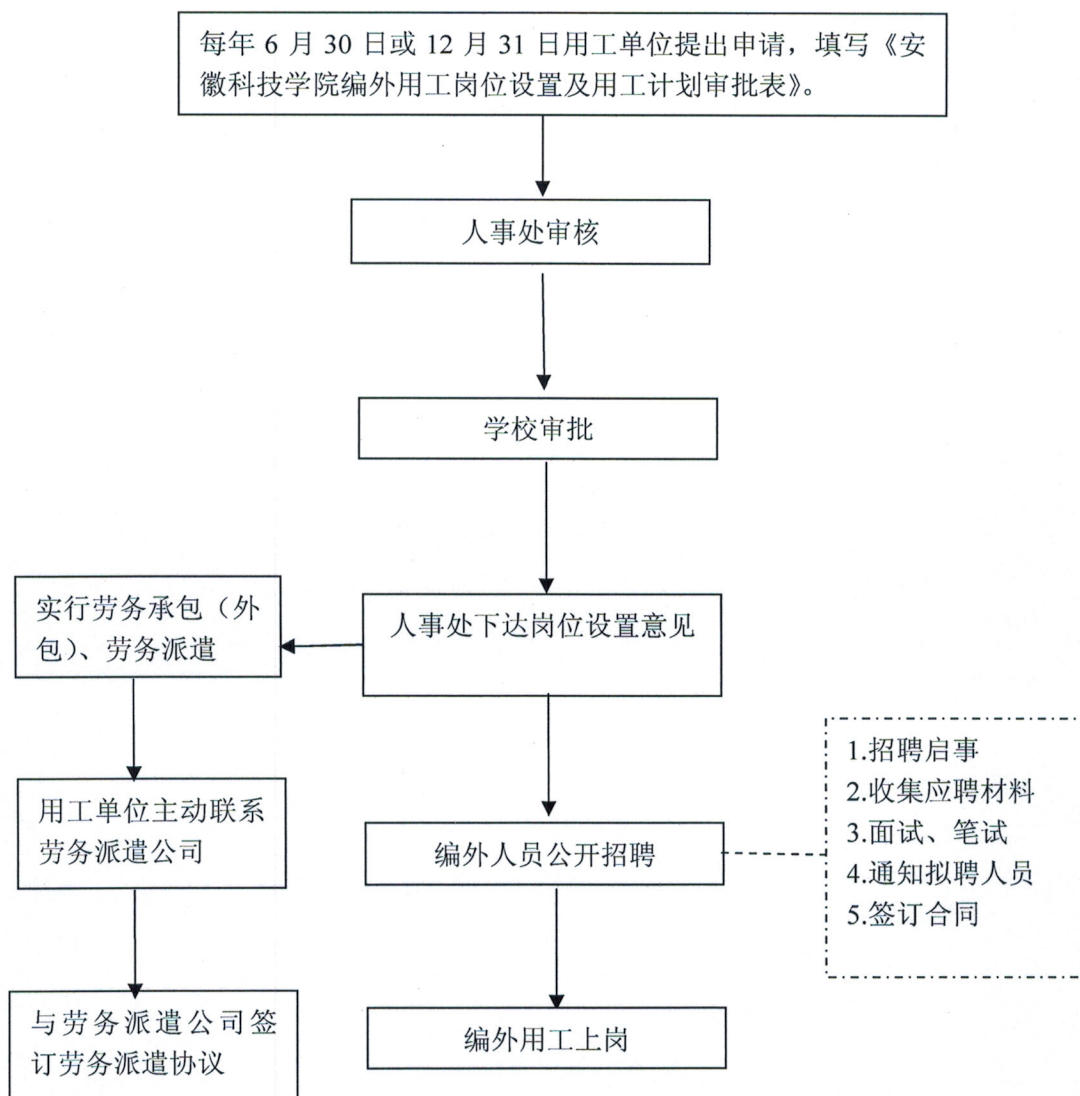 每年 6 月 30 日或 12 月 31 日用工单位提出申请，填写《安
徽科技学院编外用工岗位设置及用工计划审批表》。
人事处审核
学校审批
人事处下达岗位设置意见
实行劳务承包（外
包）、劳务派遣
用工单位主动联系
劳务派遣公司
与劳务派遣公司签
订劳务派遣协议
编外人员公开招聘
1.招聘启事
2.收集应聘材料
3.面试、笔试
4.通知拟聘人员
5.签订合同
编外用工上岗